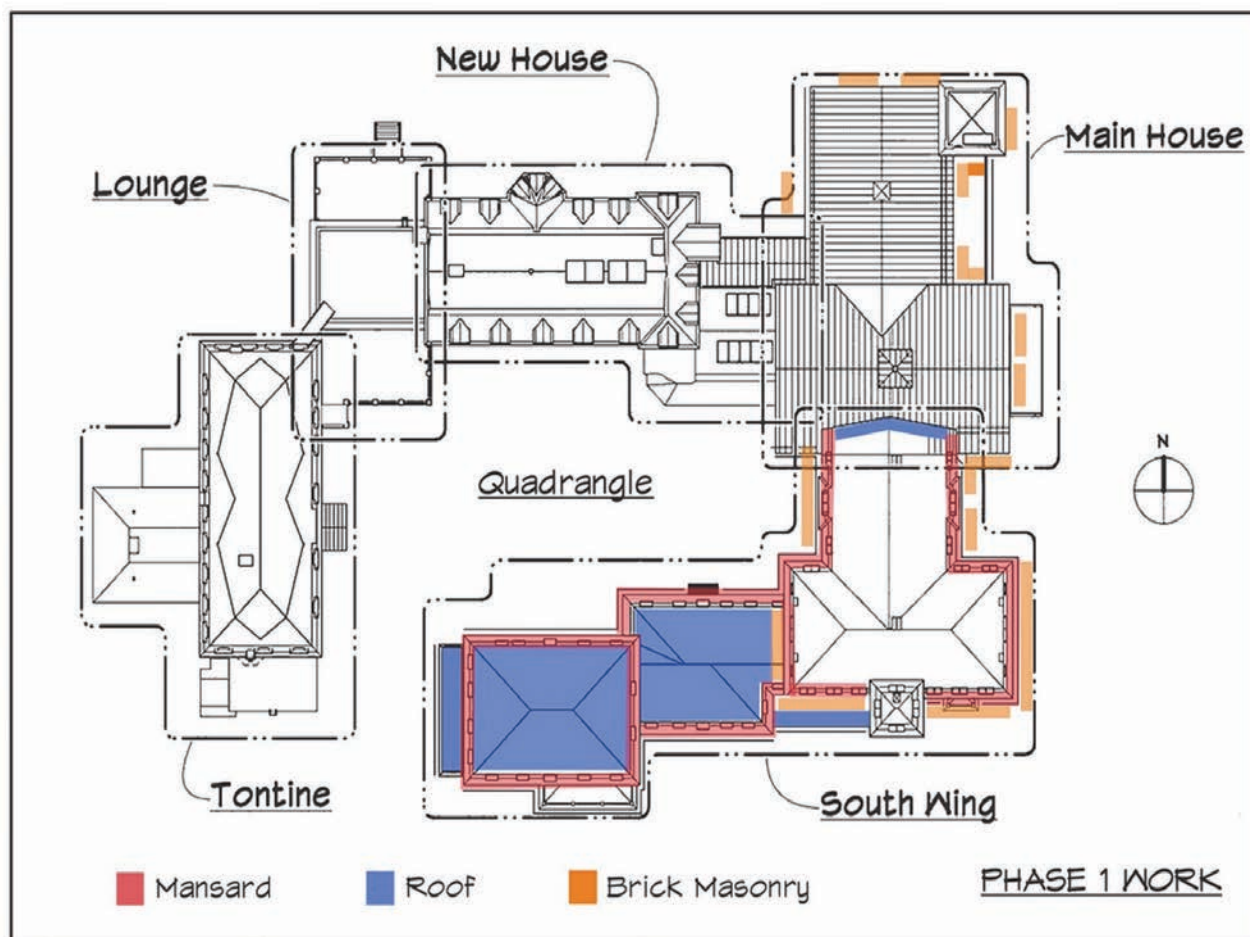 New House
Main House
Lounge
N
Quadrangle
Tontine
South Wing
Mansard
Roof
Brick Masonry
PHASE 1 WORK